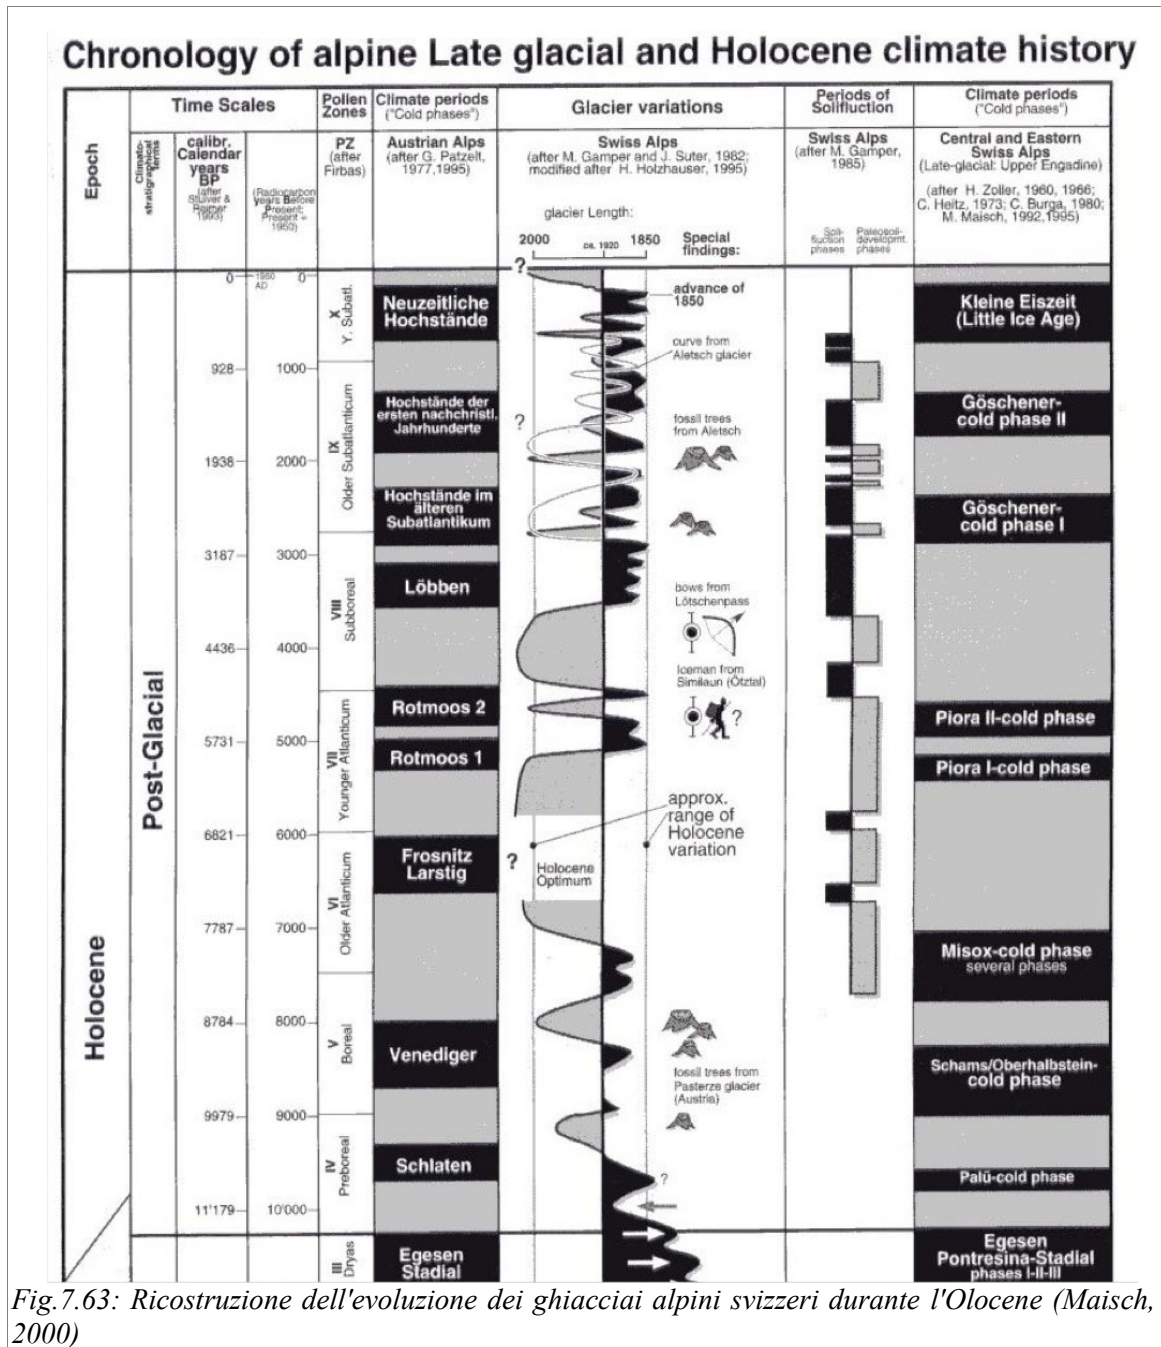 Chronology of alpine Late glacial and Holocene climate history
Epoch
Time Scales
Climato-
stratigraphical
terms
calibr.
Calendar
years
BP
(after
Stuiver &
Reimer
1993)
(Radiocarbon
years Before
Present;
Present =
1950)
Pollen
Zones
PZ
(after
Firbas)
Climate periods
("Cold phases")
Austrian Alps
(after G. Patzelt,
1977,1995)
Glacier variations
Swiss Alps
(after M. Gamper and J. Suter, 1982;
modified after H. Holzhauser, 1995)
glacier Length:
2000
ca. 1920
1850
Special
findings:
Periods of
Solifluction
Swiss Alps
(after M. Gamper,
1985)
Soli-
fluction
phases
Paleosoil-
developmt.
phases
Climate periods
("Cold phases")
Central and Eastern
Swiss Alps
(Late-glacial: Upper Engadine)
(after H. Zoller, 1960, 1966;
C. Heitz, 1973; C. Burga, 1980;
M. Maisch, 1992,1995)
Holocene
Post-Glacial
0
928
1938
3187
4436
5731
6821
7787
8784
9979
11'179
1950
AD
0
1000
2000
3000
4000
5000
6000
7000
8000
9000
10'000
X
Y. Subatl.
IX
Older Subatlanticum
VIII
Subboreal
VII
Younger Atlanticum
VI
Older Atlanticum
V
Boreal
IV
Preboreal
III
Dryas
Neuzeitliche
Hochstände
Hochstände der
ersten nachchristl.
Jahrhunderte
Hochstände im
älteren
Subatlantikum
Löbben
Rotmoos 2
Rotmoos 1
Frosnitz
Larstig
Venediger
Schlaten
Egesen
Stadial
?
advance of
1850
curve from
Aletsch glacier
?
fossil trees
from Aletsch
bows from
Lötschenpass
Iceman from
Similaun (Ötztal)
?
approx.
range of
Holocene
variation
?
Holocene
Optimum
fossil trees from
Pasterze glacier
(Austria)
?
Kleine Eiszeit
(Little Ice Age)
Göschener-
cold phase II
Göschener-
cold phase I
Piora II-cold phase
Piora I-cold phase
Misox-cold phase
several phases
Schams/Oberhalbstein-
cold phase
Palü-cold phase
Egesen
Pontresina-Stadial
phases I-II-III
Fig.7.63: Ricostruzione dell'evoluzione dei ghiacciai alpini svizzeri durante l'Olocene (Maisch,
2000)